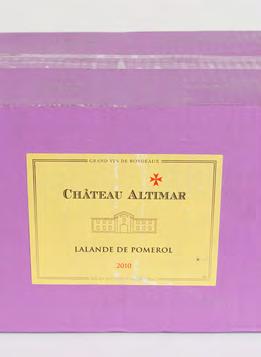 GRAND VIN DE BORDEAUX
CHÂTEAU ALTIMAR
LALANDE DE POMEROL
2010